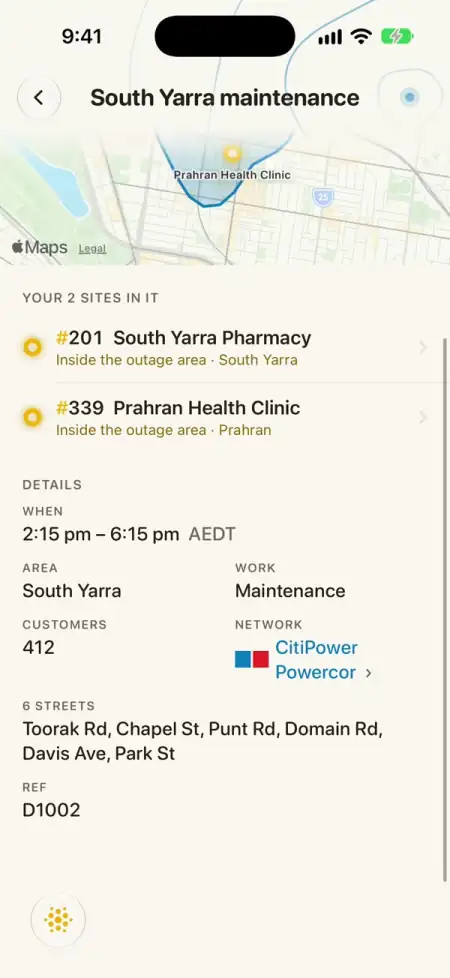 9:41
South Yarra maintenance
Prahran Health Clinic
25
Maps Legal
YOUR 2 SITES IN IT
#201 South Yarra Pharmacy
Inside the outage area · South Yarra
#339 Prahran Health Clinic
Inside the outage area · Prahran
DETAILS
WHEN
2:15 pm – 6:15 pm AEDT
AREA
South Yarra
WORK
Maintenance
CUSTOMERS
412
NETWORK
CitiPower
Powercor ›
6 STREETS
Toorak Rd, Chapel St, Punt Rd, Domain Rd,
Davis Ave, Park St
REF
D1002